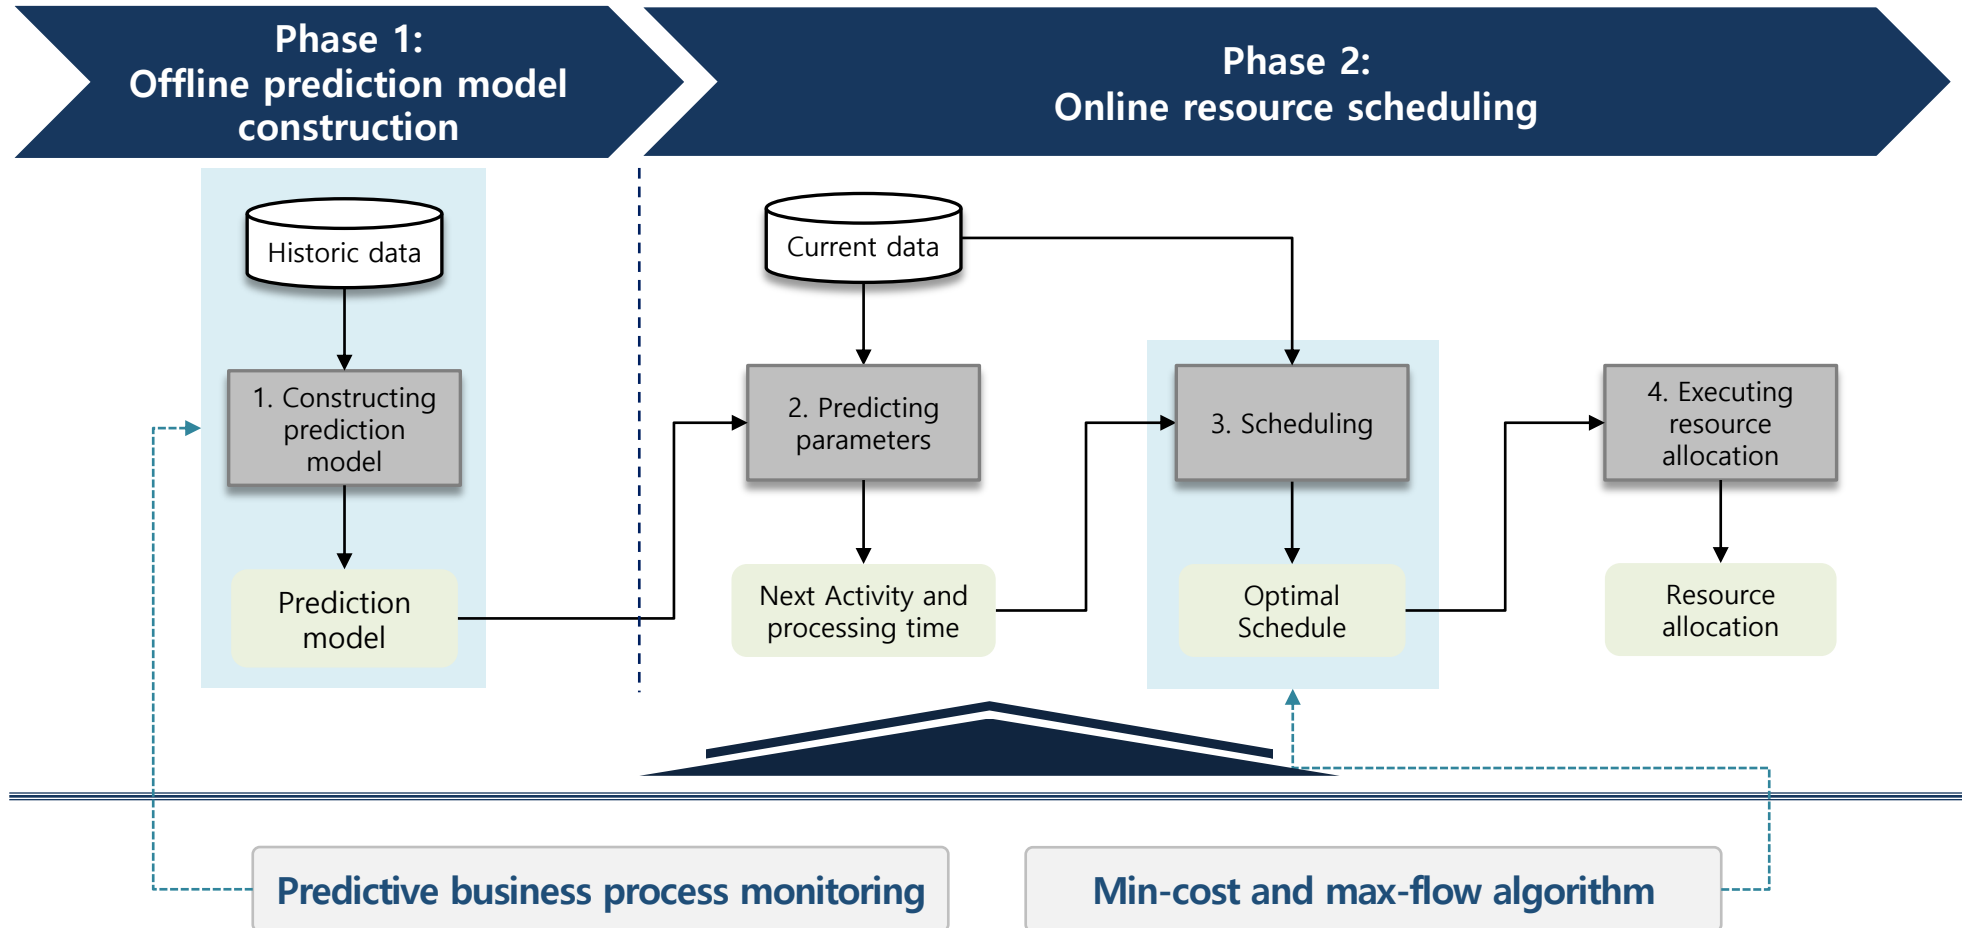 Phase 1:
Offline prediction model
construction
Phase 2:
Online resource scheduling
Historic data
Current data
1. Constructing
prediction
model
2. Predicting
parameters
3. Scheduling
4. Executing
resource
allocation
Prediction
model
Next Activity and
processing time
Optimal
Schedule
Resource
allocation
Predictive business process monitoring
Min-cost and max-flow algorithm